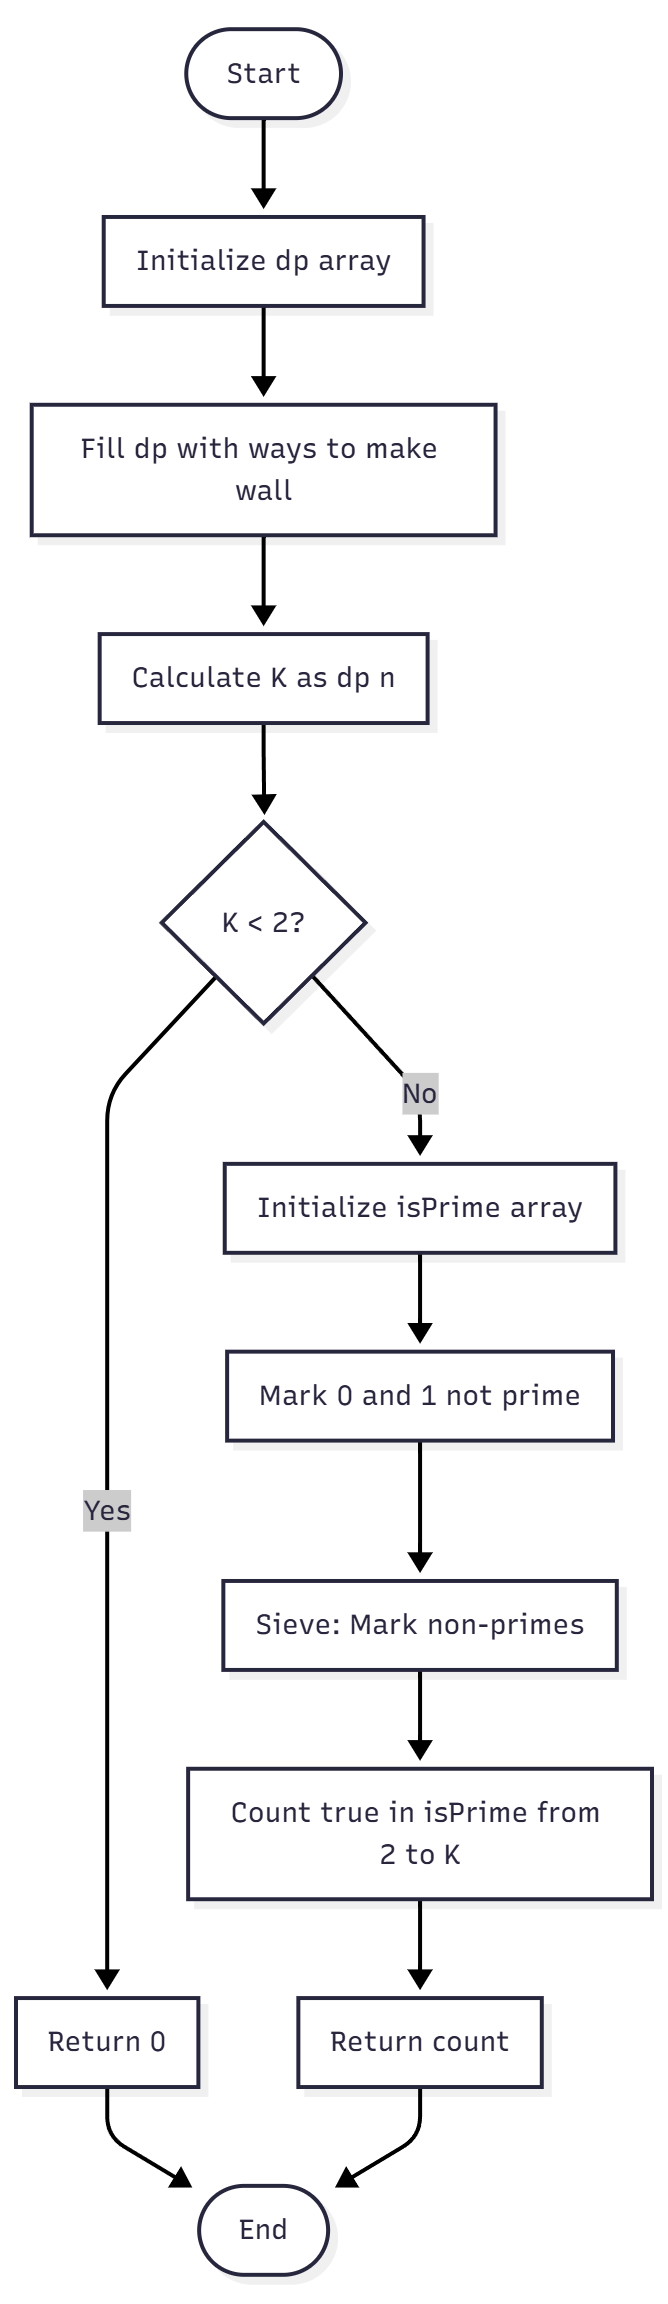 Start
Initialize dp array
Fill dp with ways to make
wall
Calculate K as dp n
K < 2?
No
Initialize isPrime array
Mark 0 and 1 not prime
Yes
Sieve: Mark non-primes
Count true in isPrime from
2 to K
Return 0
Return count
End